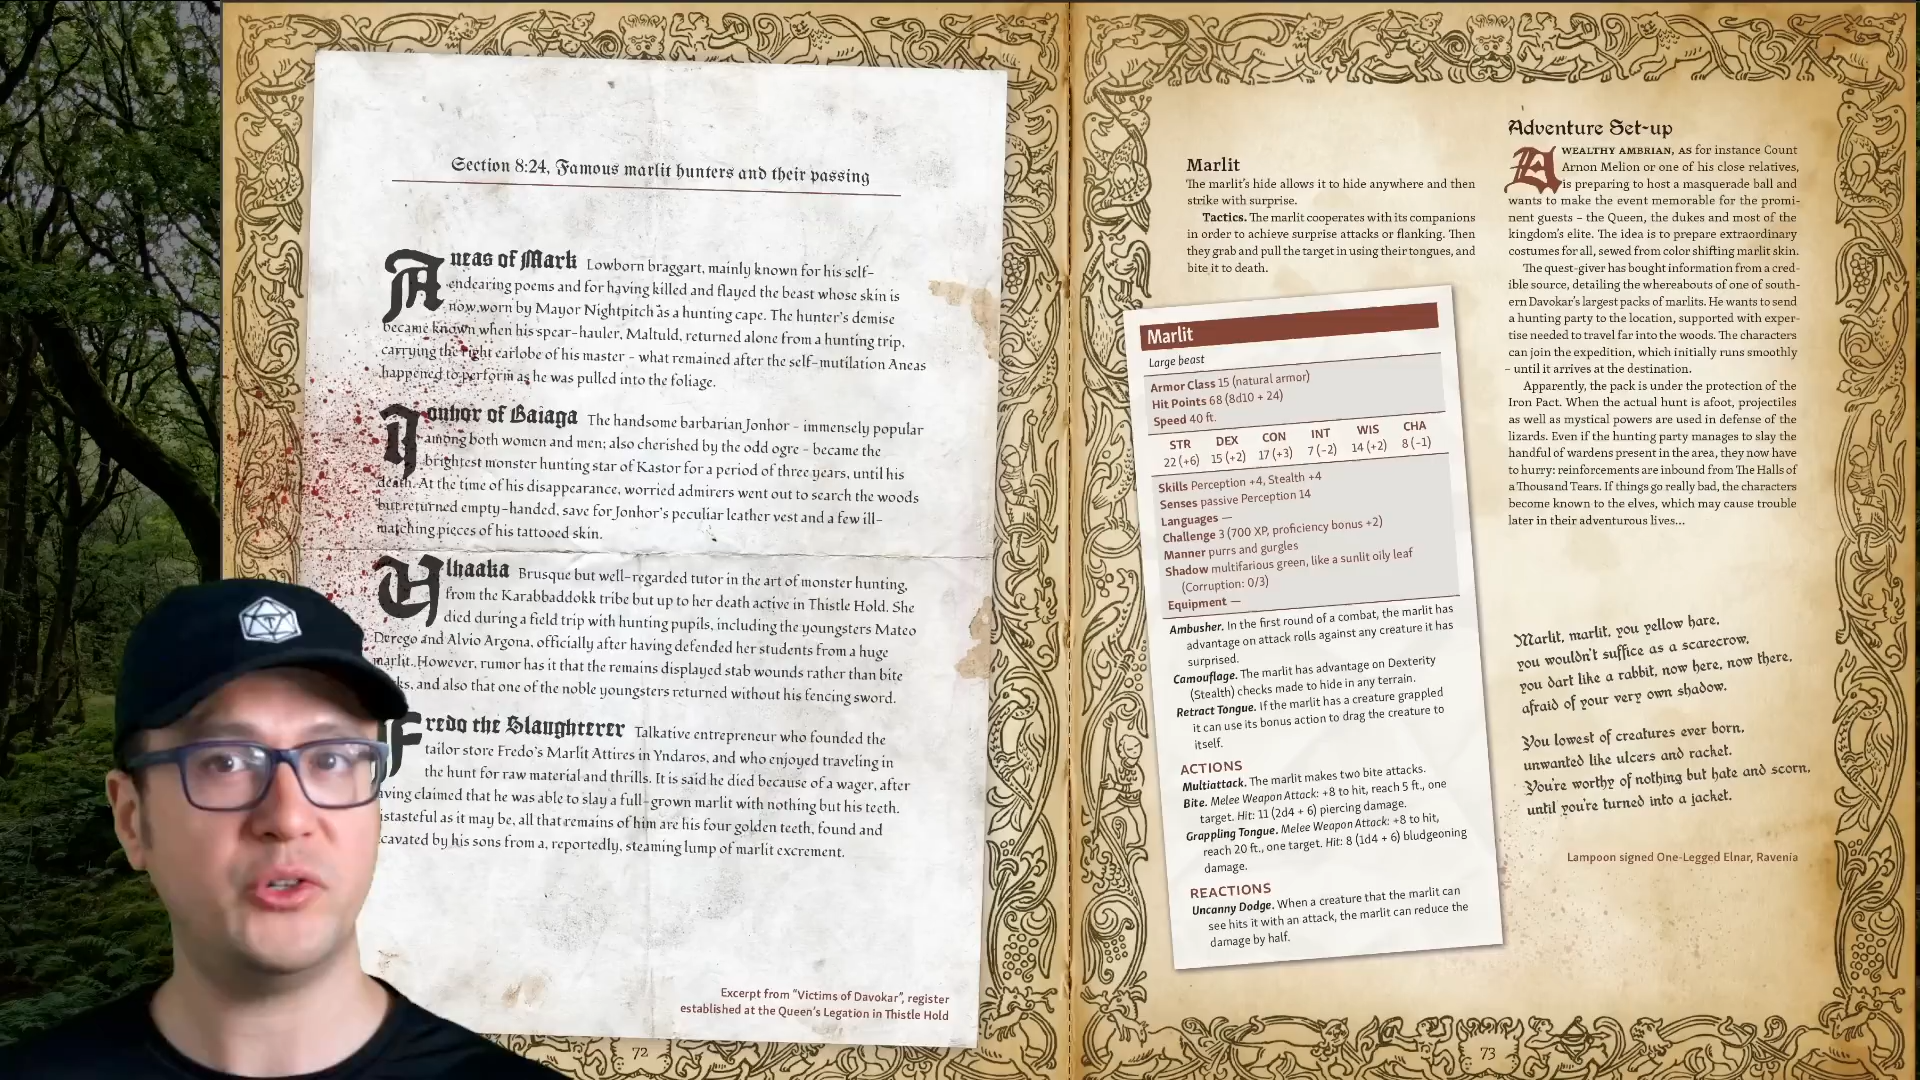 Section 8:24, Famous marlit hunters and their passing
Aneas of Mark Lowborn braggart, mainly known for his self-
endearing poems and for having killed and flayed the beast whose skin is
now worn by Mayor Nightpitch as a hunting cape. The hunter's demise
became known when his spear-hauler, Maltuld, returned alone from a hunting trip,
carrying the right earlobe of his master – what remained after the self-mutilation Aneas
happened to perform as he was pulled into the foliage.
Jonhor of Baiaga The handsome barbarian Jonhor – immensely popular
among both women and men; also cherished by the odd ogre – became the
brightest monster hunting star of Kastor for a period of three years, until his
death. At the time of his disappearance, worried admirers went out to search the woods
but returned empty-handed, save for Jonhor's peculiar leather vest and a few ill-
matching pieces of his tattooed skin.
Ulhaaka Brusque but well-regarded tutor in the art of monster hunting,
from the Karabbaddokk tribe but up to her death active in Thistle Hold. She
died during a field trip with hunting pupils, including the youngsters Mateo
Derego and Alvio Argona, officially after having defended her students from a huge
marlit. However, rumor has it that the remains displayed stab wounds rather than bite
ks, and also that one of the noble youngsters returned without his fencing sword.
Fredo the Slaughterer Talkative entrepreneur who founded the
tailor store Fredo's Marlit Attires in Yndaros, and who enjoyed traveling in
the hunt for raw material and thrills. It is said he died because of a wager, after
aving claimed that he was able to slay a full-grown marlit with nothing but his teeth.
istasteful as it may be, all that remains of him are his four golden teeth, found and
cavated by his sons from a, reportedly, steaming lump of marlit excrement.
Excerpt from "Victims of Davokar", register
established at the Queen's Legation in Thistle Hold
72
T
Marlit
The marlit's hide allows it to hide anywhere and then
strike with surprise.
Tactics. The marlit cooperates with its companions
in order to achieve surprise attacks or flanking. Then
they grab and pull the target in using their tongues, and
bite it to death.
Marlit
Large beast
Armor Class 15 (natural armor)
Hit Points 68 (8d10 + 24)
Speed 40 ft.
STR DEX CON INT WIS CHA
22 (+6) 15 (+2) 17 (+3) 7 (–2) 14 (+2) 8 (–1)
Skills Perception +4, Stealth +4
Senses passive Perception 14
Languages —
Challenge 3 (700 XP, proficiency bonus +2)
Manner purrs and gurgles
Shadow multifarious green, like a sunlit oily leaf
(Corruption: 0/3)
Equipment —
Ambusher. In the first round of a combat, the marlit has
advantage on attack rolls against any creature it has
surprised.
Camouflage. The marlit has advantage on Dexterity
(Stealth) checks made to hide in any terrain.
Retract Tongue. If the marlit has a creature grappled
it can use its bonus action to drag the creature to
itself.
ACTIONS
Multiattack. The marlit makes two bite attacks.
Bite. Melee Weapon Attack: +8 to hit, reach 5 ft., one
target. Hit: 11 (2d4 + 6) piercing damage.
Grappling Tongue. Melee Weapon Attack: +8 to hit,
reach 20 ft., one target. Hit: 8 (1d4 + 6) bludgeoning
damage.
REACTIONS
Uncanny Dodge. When a creature that the marlit can
see hits it with an attack, the marlit can reduce the
damage by half.
Adventure Set-up
A WEALTHY AMBRIAN, AS for instance Count
Arnon Melion or one of his close relatives,
is preparing to host a masquerade ball and
wants to make the event memorable for the promi-
nent guests – the Queen, the dukes and most of the
kingdom's elite. The idea is to prepare extraordinary
costumes for all, sewed from color shifting marlit skin.
The quest-giver has bought information from a cred-
ible source, detailing the whereabouts of one of south-
ern Davokar's largest packs of marlits. He wants to send
a hunting party to the location, supported with exper-
tise needed to travel far into the woods. The characters
can join the expedition, which initially runs smoothly
– until it arrives at the destination.
Apparently, the pack is under the protection of the
Iron Pact. When the actual hunt is afoot, projectiles
as well as mystical powers are used in defense of the
lizards. Even if the hunting party manages to slay the
handful of wardens present in the area, they now have
to hurry: reinforcements are inbound from The Halls of
a Thousand Tears. If things go really bad, the characters
become known to the elves, which may cause trouble
later in their adventurous lives...
Marlit, marlit, you yellow hare,
you wouldn't suffice as a scarecrow,
you dart like a rabbit, now here, now there,
afraid of your very own shadow.
You lowest of creatures ever born,
unwanted like ulcers and racket.
You're worthy of nothing but hate and scorn,
until you're turned into a jacket.
Lampoon signed One-Legged Elnar, Ravenia
73